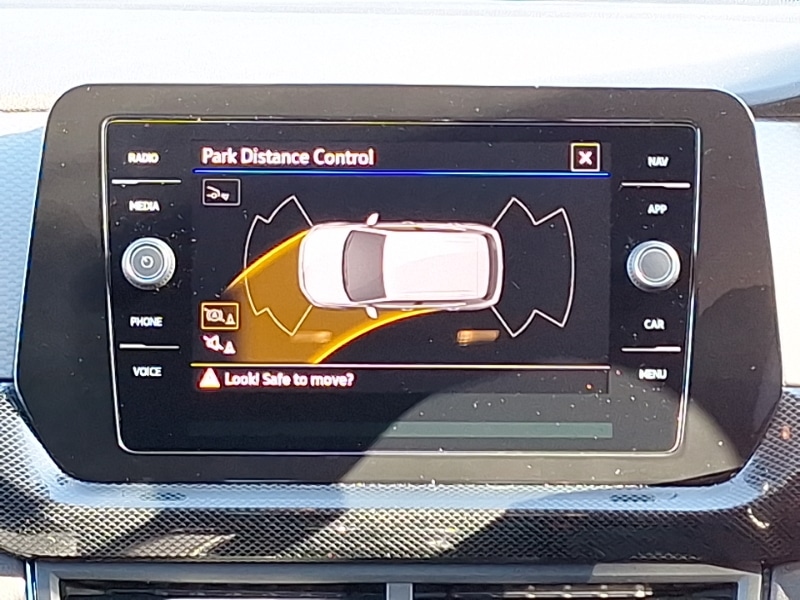 RADIO
MEDIA
PHONE
VOICE
Park Distance Control
Look! Safe to move?
NAV
APP
CAR
MENU